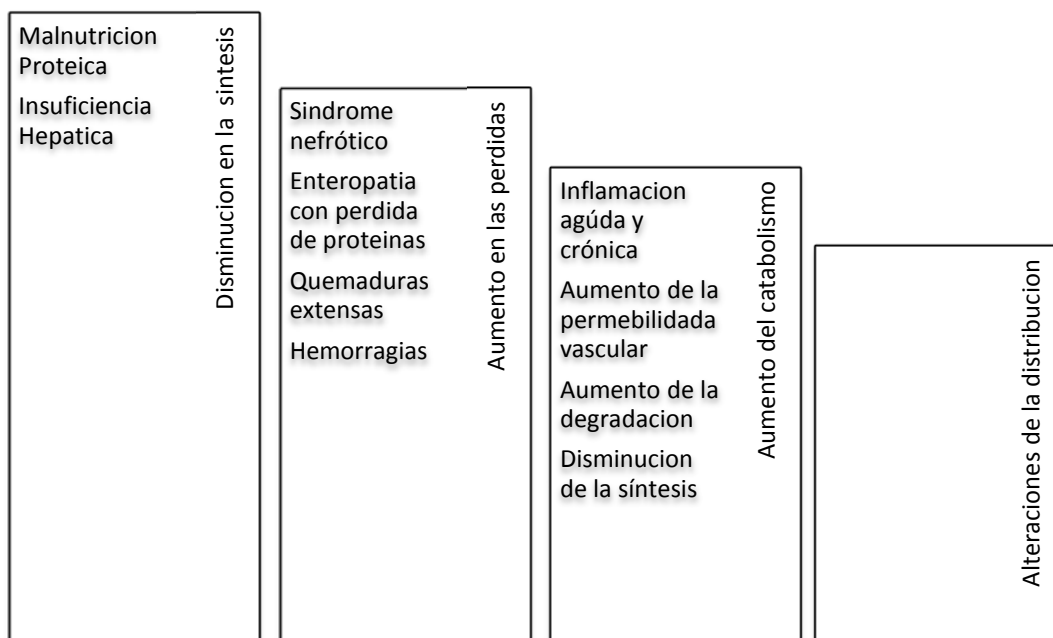 Malnutricion
Proteica
Insuficiencia
Hepatica
Disminucion en la sintesis
Sindrome
nefrótico
Enteropatia
con perdida
de proteinas
Quemaduras
extensas
Hemorragias
Aumento en las perdidas
Inflamacion
agúda y
crónica
Aumento de la
permebilidada
vascular
Aumento de la
degradacion
Disminucion
de la síntesis
Aumento del catabolismo
Alteraciones de la distribucion